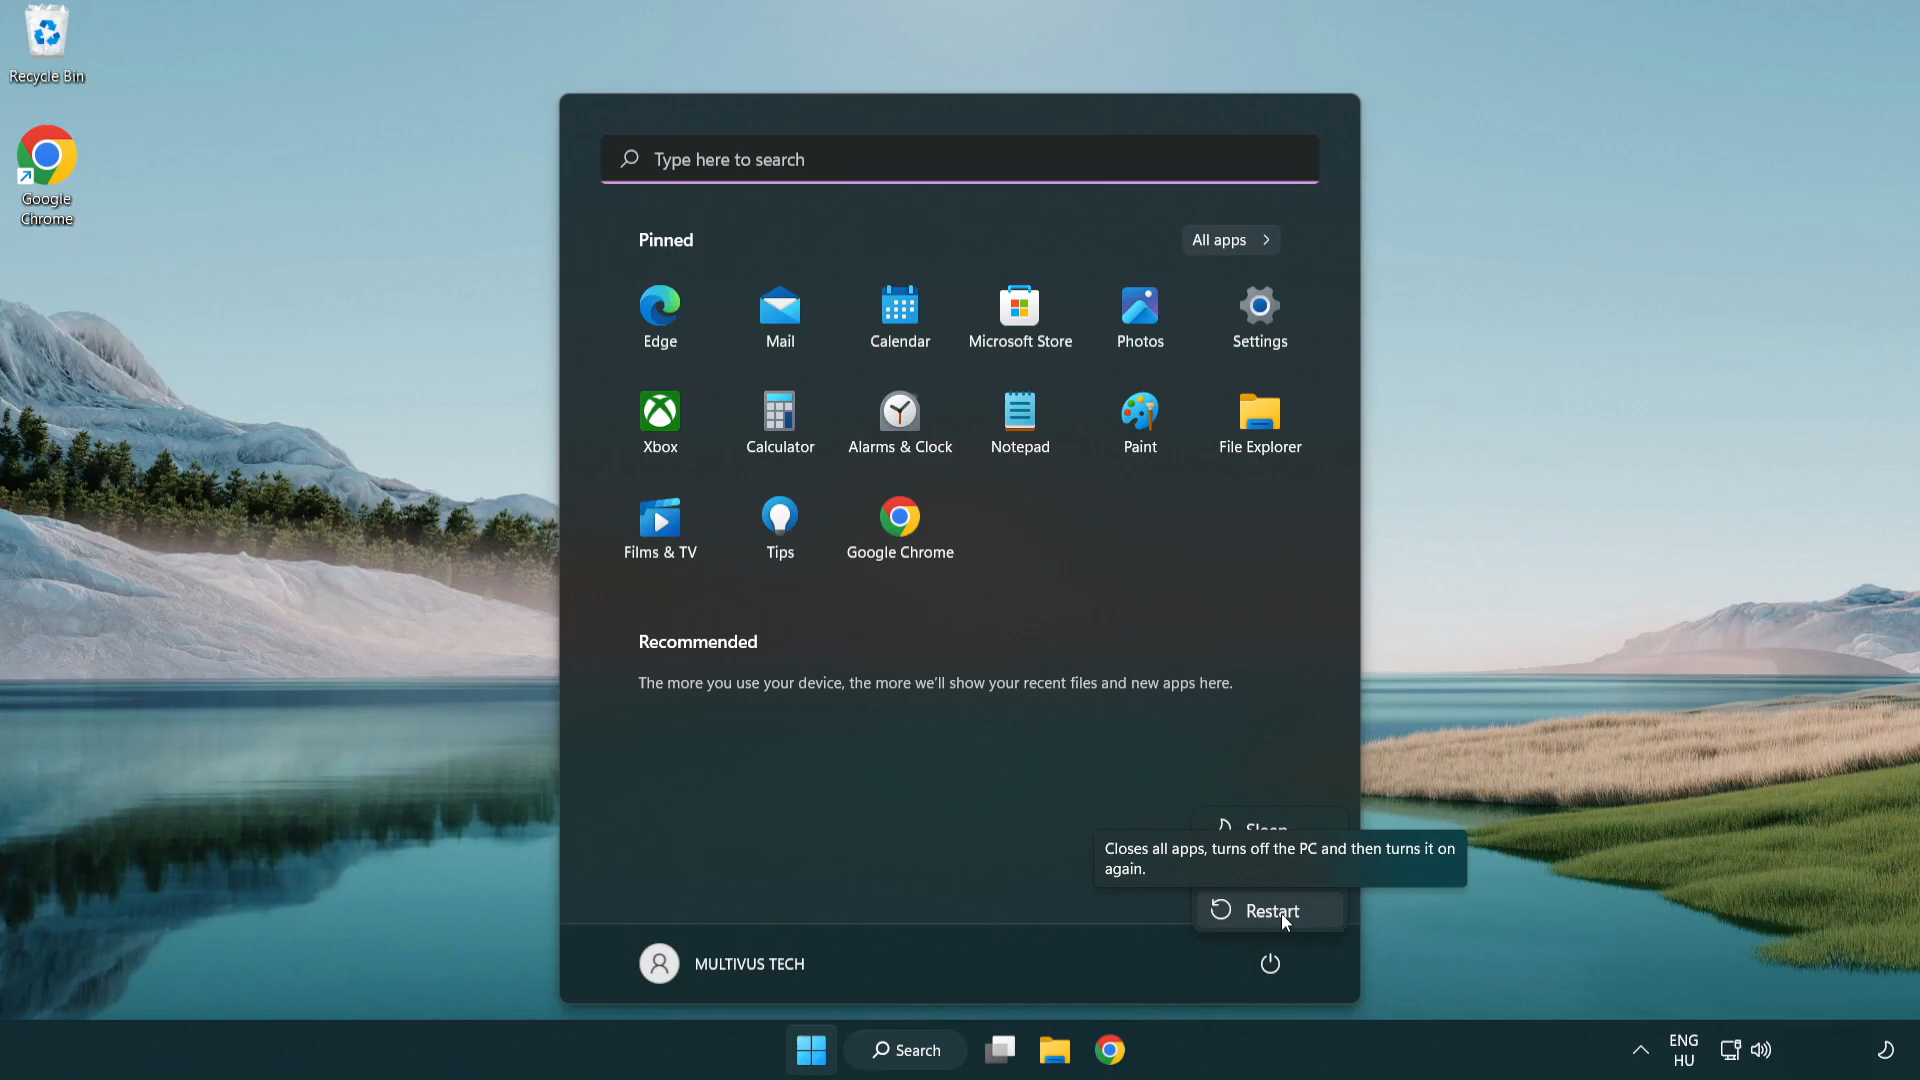 Recycle Bin
Google
Chrome
Type here to search
Pinned
All apps
Edge
Mail
Calendar
Microsoft Store
Photos
Settings
Xbox
Calculator
Alarms & Clock
Notepad
Paint
File Explorer
Films & TV
Tips
Google Chrome
Recommended
The more you use your device, the more we'll show your recent files and new apps here.
Sleep
Closes all apps, turns off the PC and then turns it on
again.
Restart
MULTIVUS TECH
Search
ENG
HU